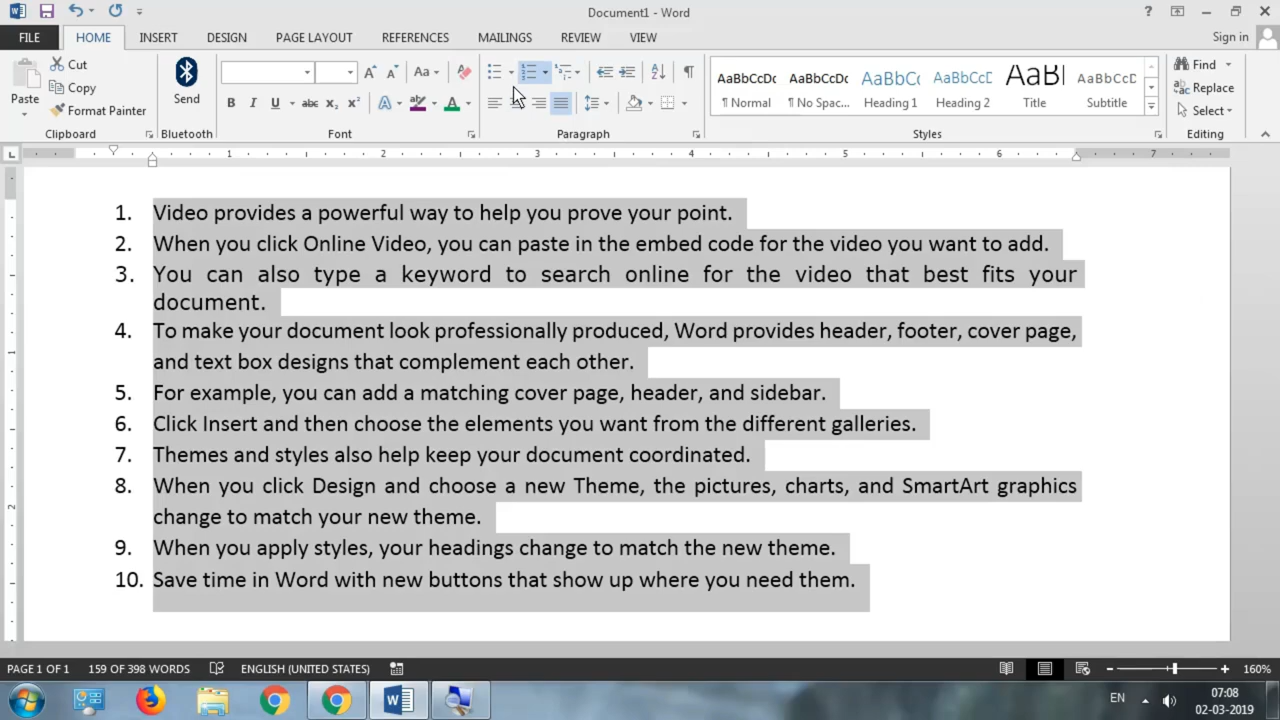 Document1 - Word
Sign in
FILE HOME INSERT DESIGN PAGE LAYOUT REFERENCES MAILINGS REVIEW VIEW
Paste
Cut
Copy
Format Painter
Clipboard
Send
Bluetooth
Aa
B I U abc x₂ x²
A
Font
Paragraph
AaBbCcDc
¶ Normal
AaBbCcDc
¶ No Spac...
AaBbCc
Heading 1
AaBbCcD
Heading 2
AaBl
Title
AaBbCcD
Subtitle
Styles
Find
Replace
Select
Editing
1 2 3 4 5 6 7
1. Video provides a powerful way to help you prove your point.
2. When you click Online Video, you can paste in the embed code for the video you want to add.
3. You can also type a keyword to search online for the video that best fits your
document.
4. To make your document look professionally produced, Word provides header, footer, cover page,
and text box designs that complement each other.
5. For example, you can add a matching cover page, header, and sidebar.
6. Click Insert and then choose the elements you want from the different galleries.
7. Themes and styles also help keep your document coordinated.
8. When you click Design and choose a new Theme, the pictures, charts, and SmartArt graphics
change to match your new theme.
9. When you apply styles, your headings change to match the new theme.
10. Save time in Word with new buttons that show up where you need them.
PAGE 1 OF 1 159 OF 398 WORDS ENGLISH (UNITED STATES) 160%
EN
07:08
02-03-2019